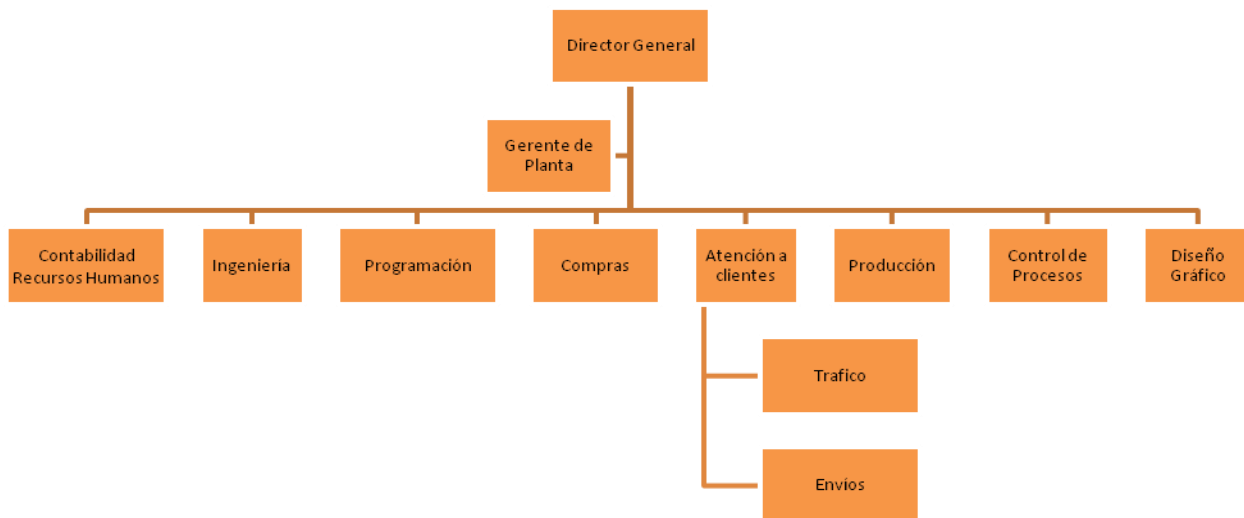 Director General
Gerente de
Planta
Contabilidad
Recursos Humanos
Ingeniería
Programación
Compras
Atención a
clientes
Producción
Control de
Procesos
Diseño
Gráfico
Trafico
Envíos